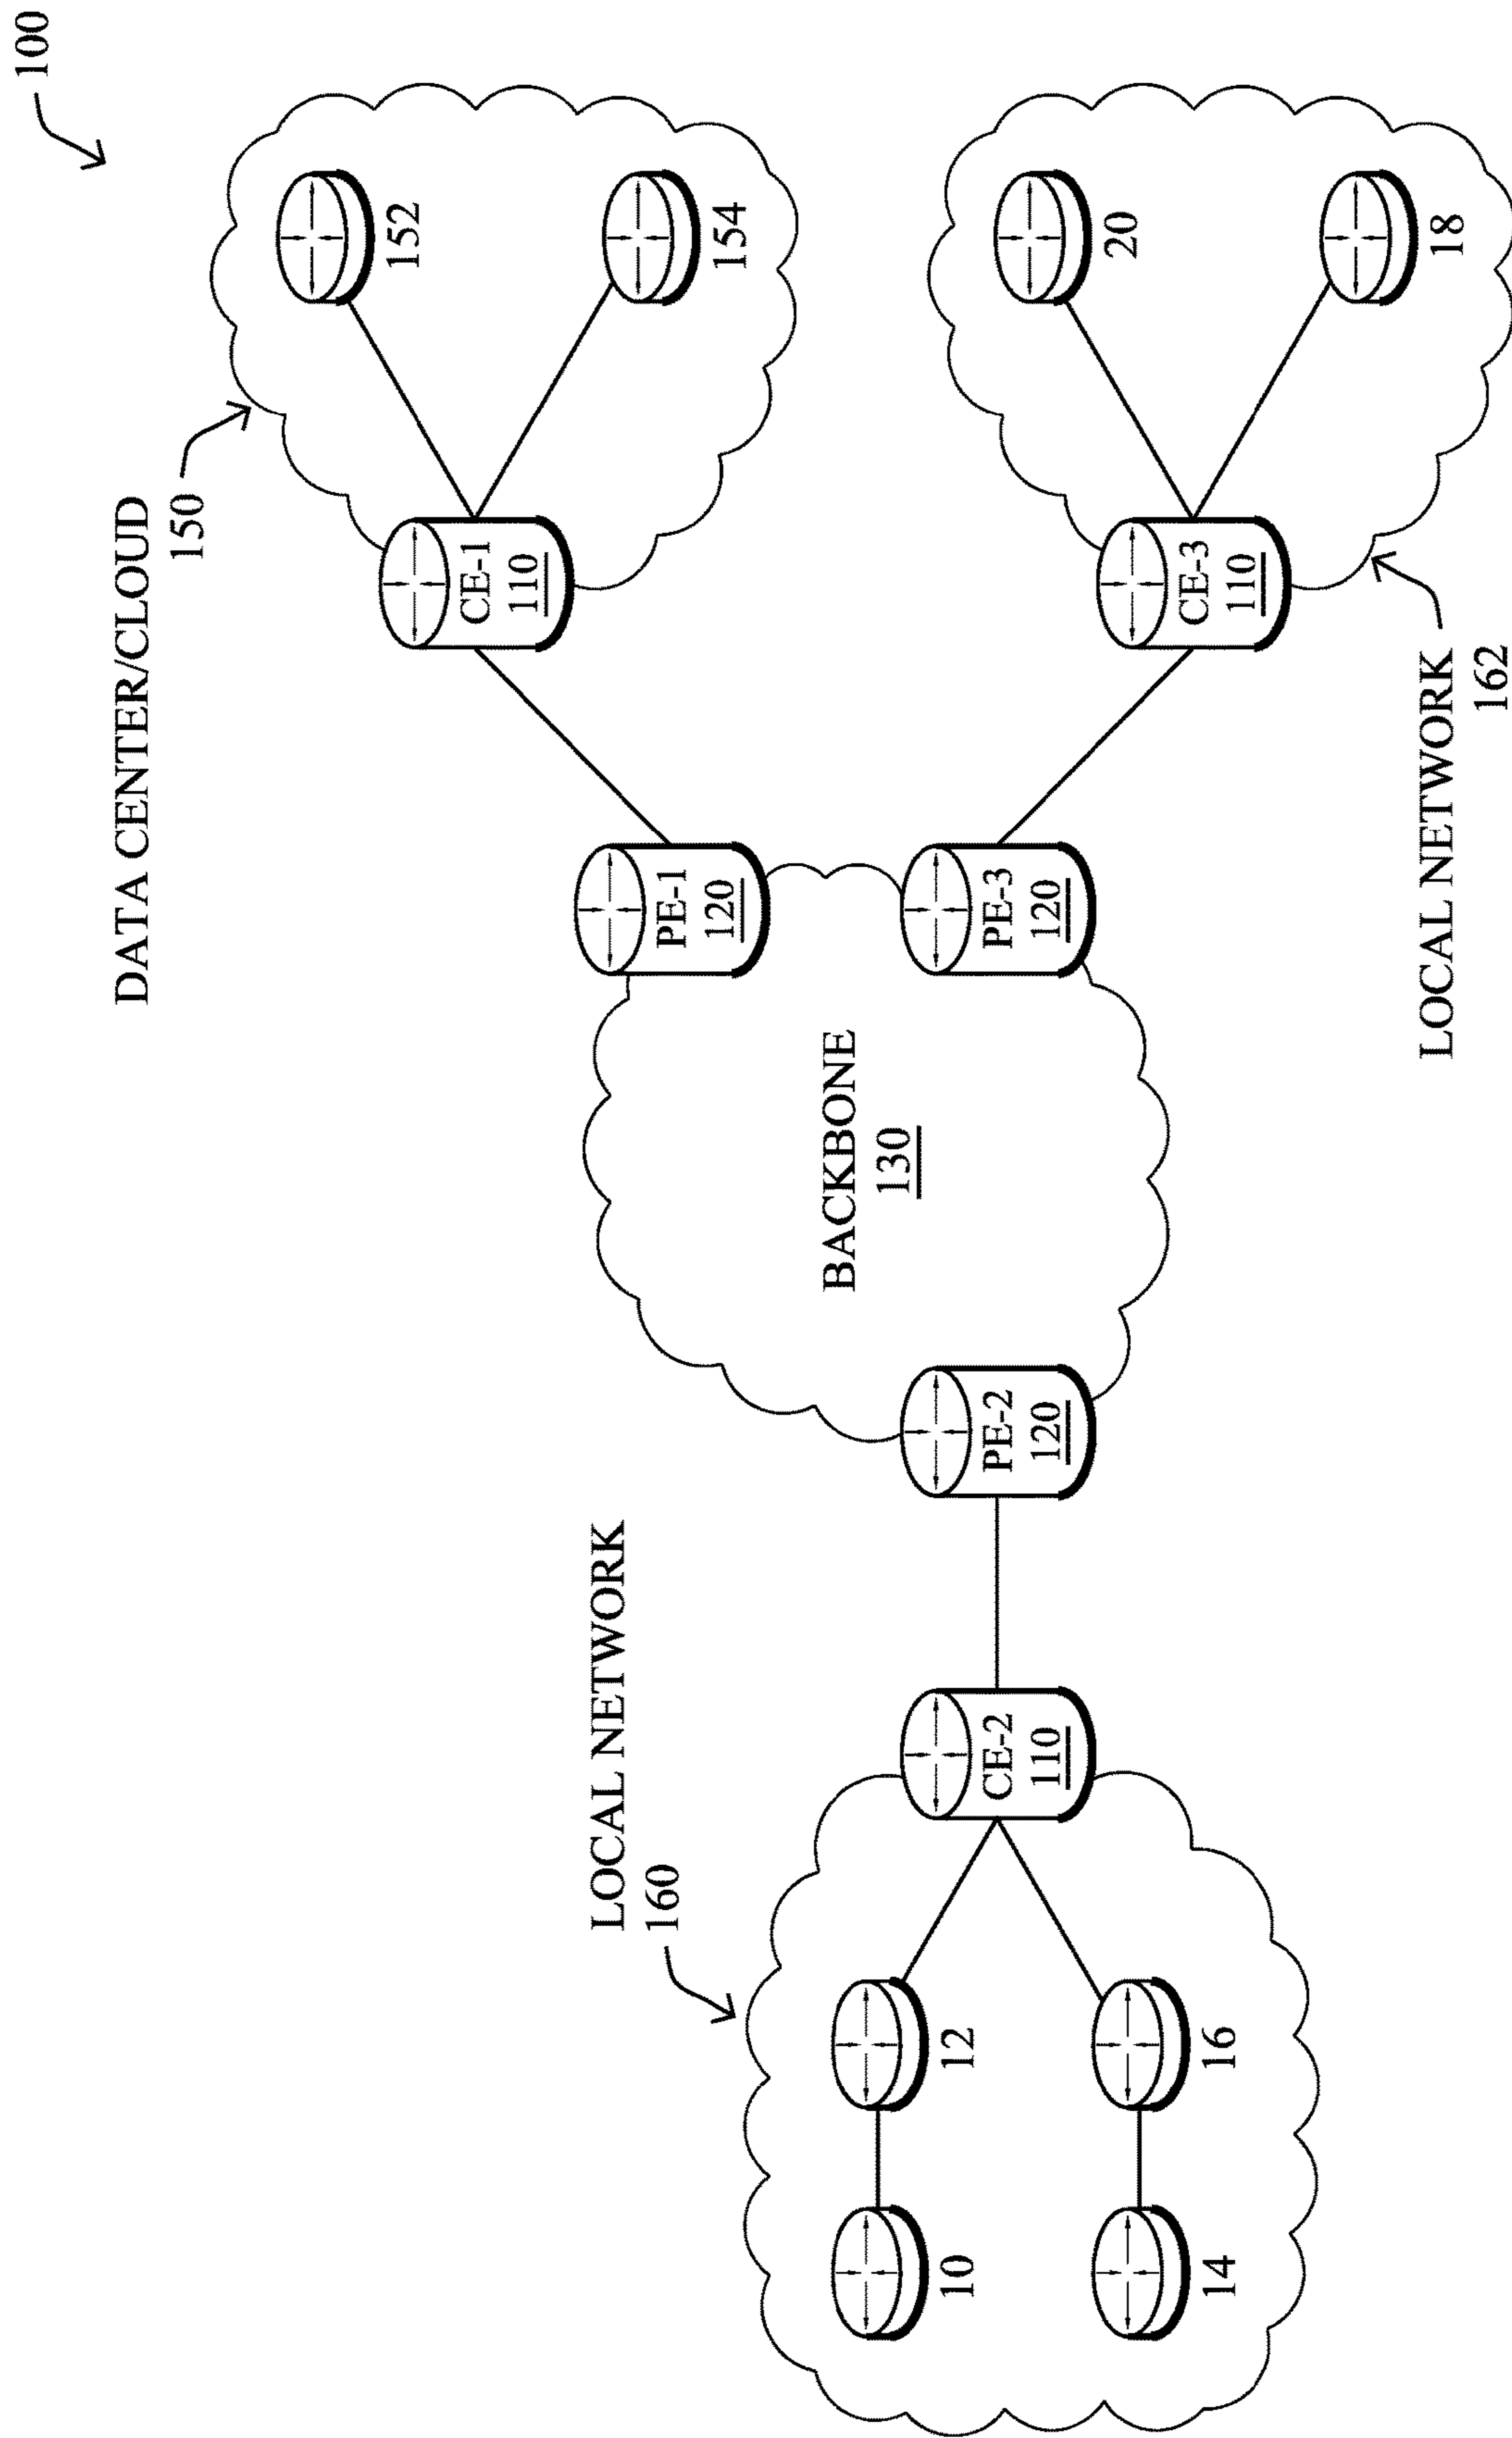 100
DATA CENTER/CLOUD
150
152
154
CE-1
110
PE-1
120
LOCAL NETWORK
160
BACKBONE
130
10
12
14
16
CE-2
110
PE-2
120
PE-3
120
CE-3
110
20
18
LOCAL NETWORK
162